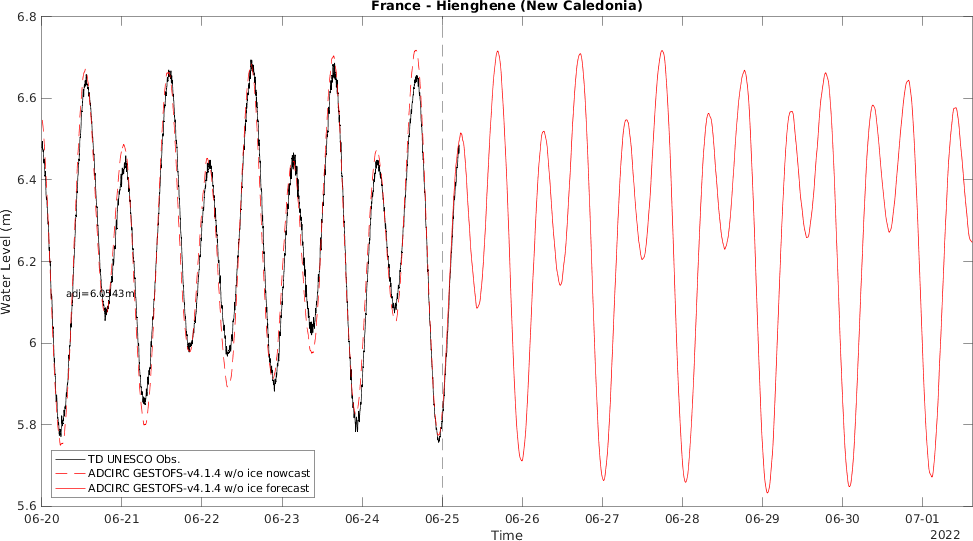 France - Hienghene (New Caledonia)
6.8
6.6
6.4
6.2
6
5.8
5.6
Water Level (m)
adj=6.0543m
TD UNESCO Obs.
ADCIRC GESTOFS-v4.1.4 w/o ice nowcast
ADCIRC GESTOFS-v4.1.4 w/o ice forecast
06-20 06-21 06-22 06-23 06-24 06-25 06-26 06-27 06-28 06-29 06-30 07-01
2022
Time